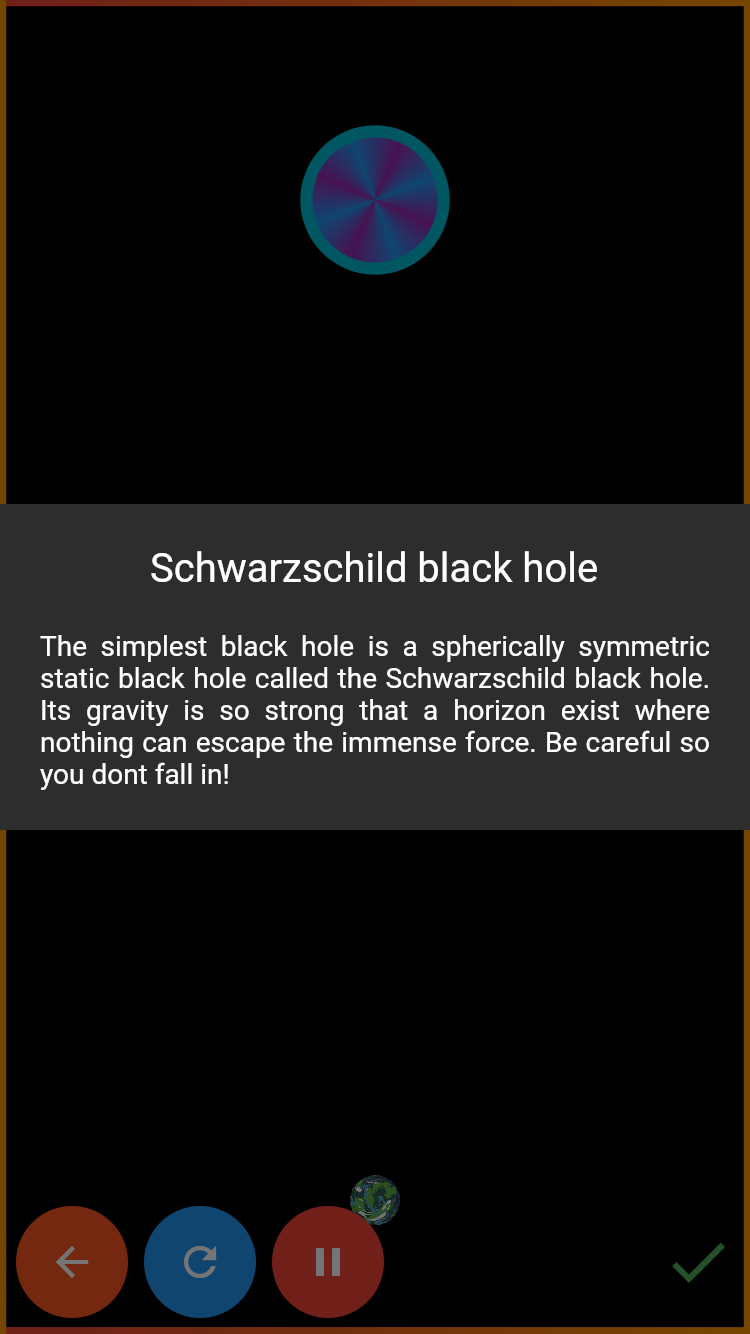 Schwarzschild black hole
The simplest black hole is a spherically symmetric
static black hole called the Schwarzschild black hole.
Its gravity is so strong that a horizon exist where
nothing can escape the immense force. Be careful so
you dont fall in!